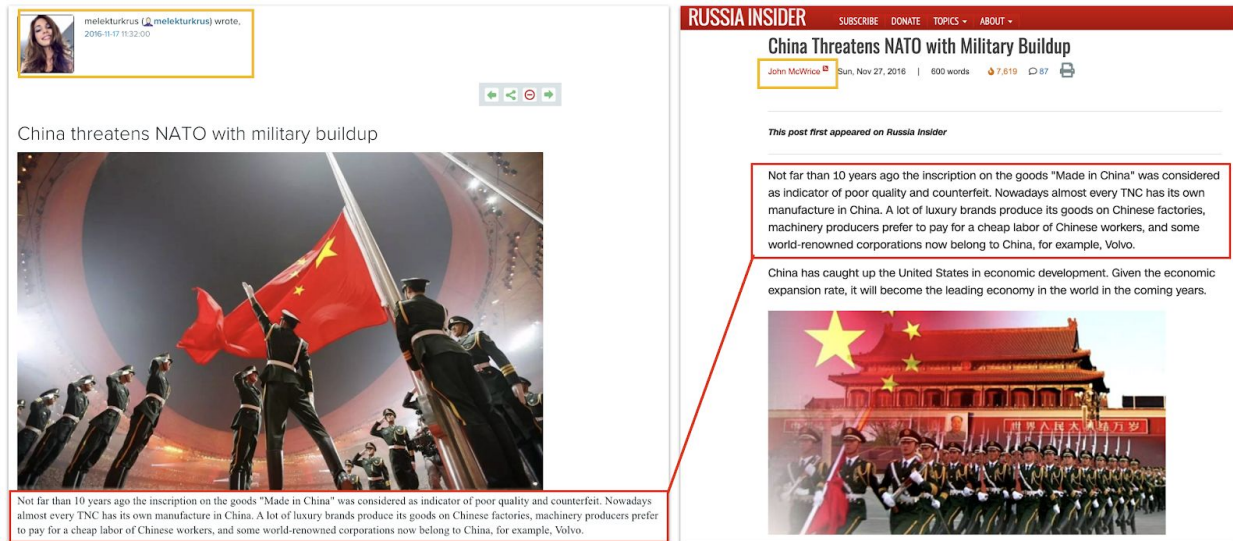 melekturkrus (melekturkrus) wrote,
2016-11-17 11:32:00
China threatens NATO with military buildup
Not far than 10 years ago the inscription on the goods "Made in China" was considered as indicator of poor quality and counterfeit. Nowadays
almost every TNC has its own manufacture in China. A lot of luxury brands produce its goods on Chinese factories, machinery producers prefer
to pay for a cheap labor of Chinese workers, and some world-renowned corporations now belong to China, for example, Volvo.
RUSSIA INSIDER SUBSCRIBE DONATE TOPICS ABOUT
China Threatens NATO with Military Buildup
John McWrice Sun, Nov 27, 2016 | 600 words 7,619 87
This post first appeared on Russia Insider
Not far than 10 years ago the inscription on the goods "Made in China" was considered
as indicator of poor quality and counterfeit. Nowadays almost every TNC has its own
manufacture in China. A lot of luxury brands produce its goods on Chinese factories,
machinery producers prefer to pay for a cheap labor of Chinese workers, and some
world-renowned corporations now belong to China, for example, Volvo.
China has caught up the United States in economic development. Given the economic
expansion rate, it will become the leading economy in the world in the coming years.
世界人民大团结万岁